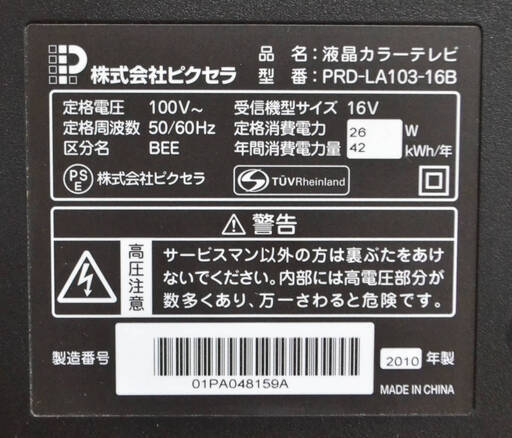 品 名：液晶カラーテレビ
株式会社ピクセラ 型 番：PRD-LA103-16B
定格電圧 100V～ 受信機型サイズ 16V
定格周波数 50/60Hz 定格消費電力 26 W
区分名 BEE 年間消費電力量 42 kWh/年
PSE 株式会社ピクセラ TÜVRheinland
警告
高圧注意
サービスマン以外の方は裏ぶたをあけ
ないでください。内部には高電圧部分が
数多くあり、万一さわると危険です。
製造番号
01PA048159A
2010 年製
MADE IN CHINA